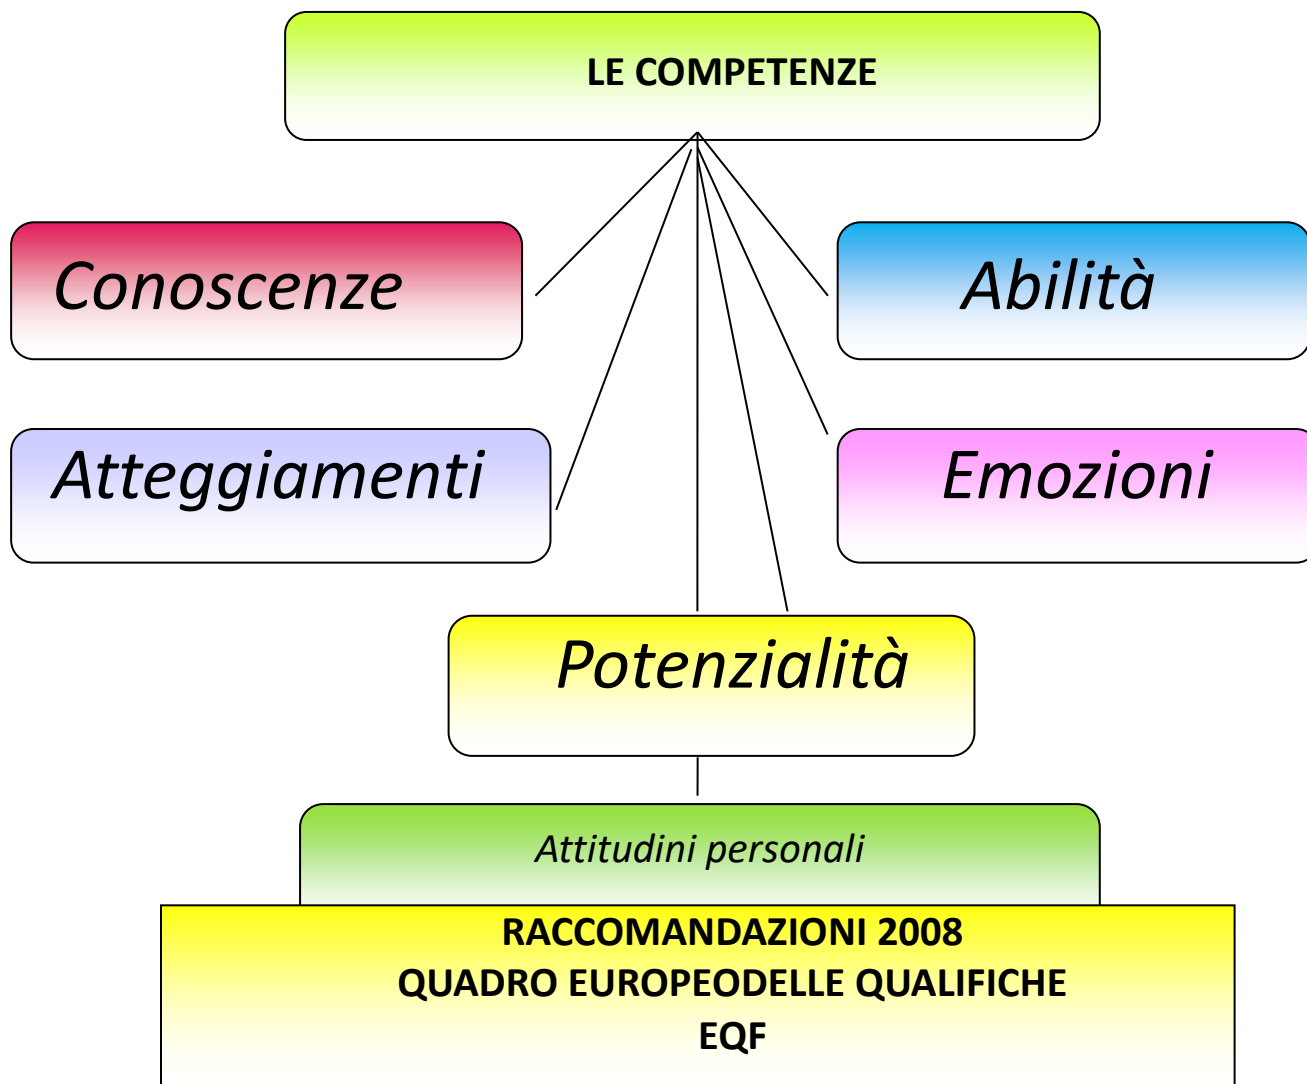 LE COMPETENZE
Conoscenze
Abilità
Atteggiamenti
Emozioni
Potenzialità
Attitudini personali
RACCOMANDAZIONI 2008
QUADRO EUROPEODELLE QUALIFICHE
EQF